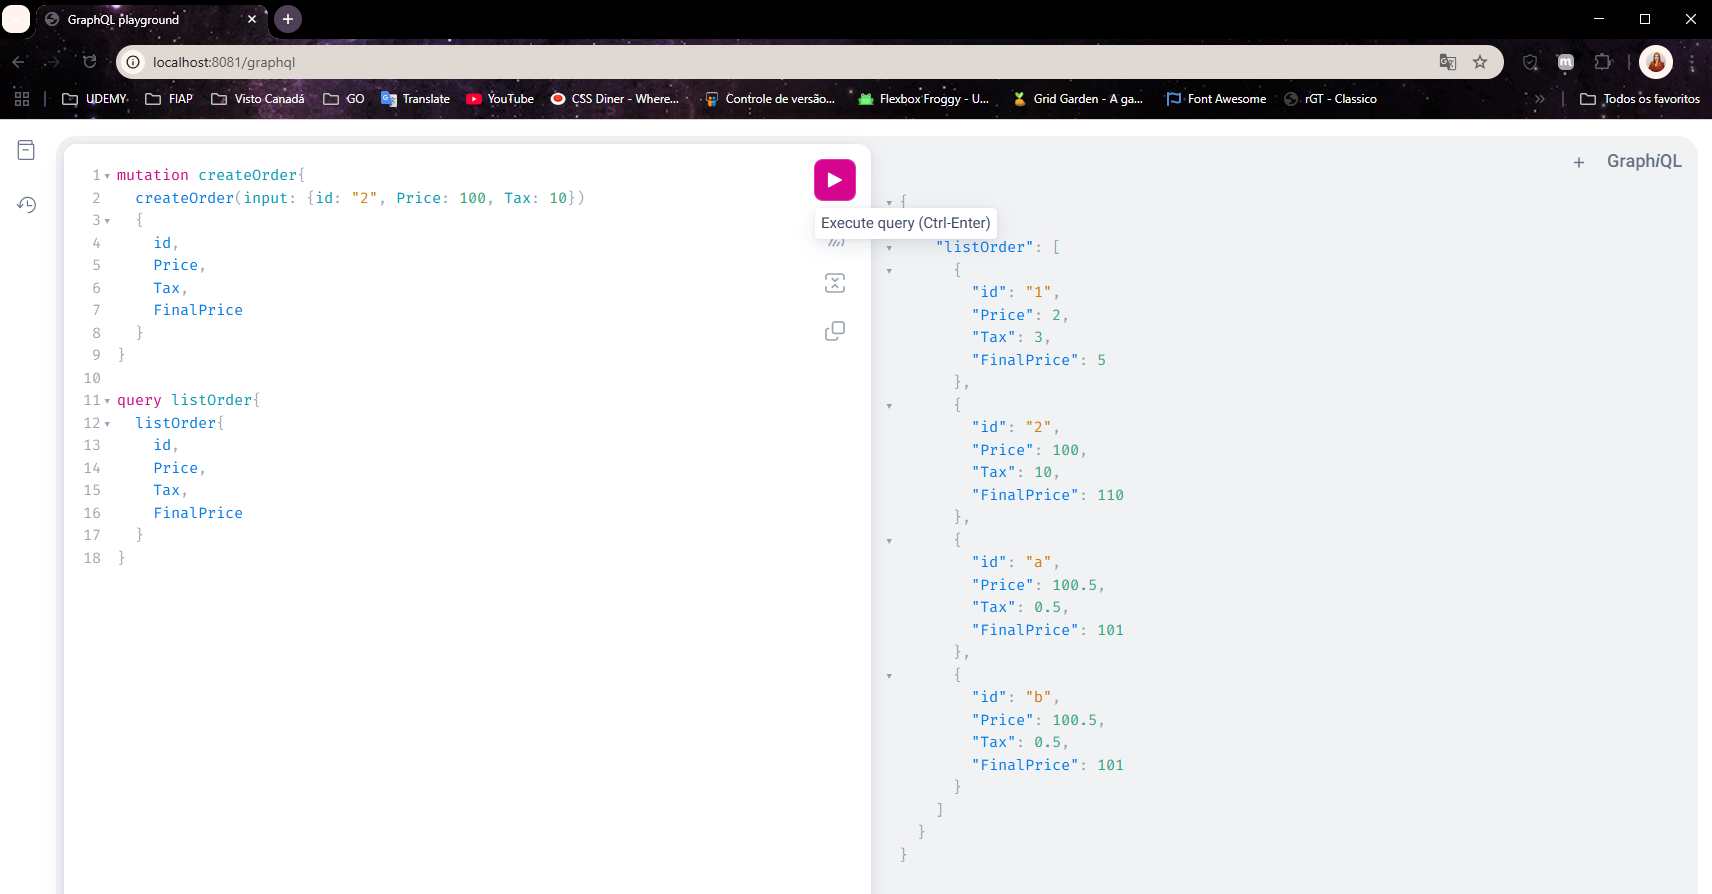 GraphQL playground
localhost:8081/graphql
UDEMY
FIAP
Visto Canadá
GO
Translate
YouTube
CSS Diner - Where...
Controle de versão...
Flexbox Froggy - U...
Grid Garden - A ga...
Font Awesome
rGT - Classico
»
Todos os favoritos
1 mutation createOrder{
2 createOrder(input: {id: "2", Price: 100, Tax: 10})
3 {
4 id,
5 Price,
6 Tax,
7 FinalPrice
8 }
9 }
10
11 query listOrder{
12 listOrder{
13 id,
14 Price,
15 Tax,
16 FinalPrice
17 }
18 }
Execute query (Ctrl-Enter)
+ GraphiQL
{
"listOrder": [
{
"id": "1",
"Price": 2,
"Tax": 3,
"FinalPrice": 5
},
{
"id": "2",
"Price": 100,
"Tax": 10,
"FinalPrice": 110
},
{
"id": "a",
"Price": 100.5,
"Tax": 0.5,
"FinalPrice": 101
},
{
"id": "b",
"Price": 100.5,
"Tax": 0.5,
"FinalPrice": 101
}
]
}
}